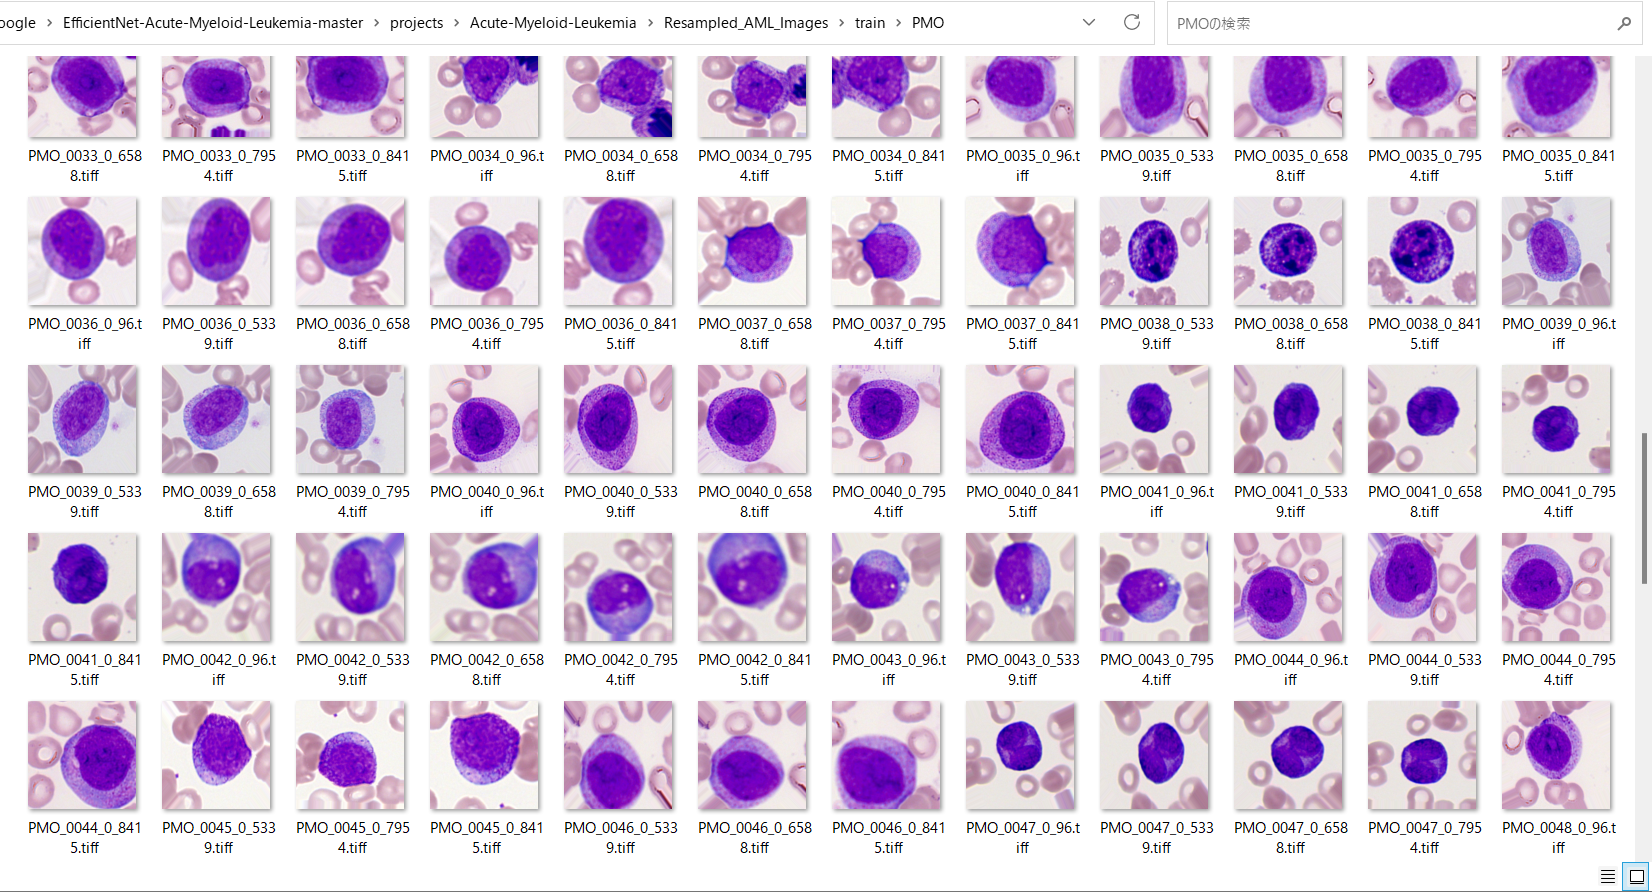 oogle > EfficientNet-Acute-Myeloid-Leukemia-master > projects > Acute-Myeloid-Leukemia > Resampled_AML_Images > train > PMO
PMOの検索
PMO_0033_0_658 PMO_0033_0_795 PMO_0033_0_841 PMO_0034_0_96.t PMO_0034_0_658 PMO_0034_0_795 PMO_0034_0_841 PMO_0035_0_96.t PMO_0035_0_533 PMO_0035_0_658 PMO_0035_0_795 PMO_0035_0_841
8.tiff 4.tiff 5.tiff iff 8.tiff 4.tiff 5.tiff iff 9.tiff 8.tiff 4.tiff 5.tiff
PMO_0036_0_96.t PMO_0036_0_533 PMO_0036_0_658 PMO_0036_0_795 PMO_0036_0_841 PMO_0037_0_658 PMO_0037_0_795 PMO_0037_0_841 PMO_0038_0_533 PMO_0038_0_658 PMO_0038_0_841 PMO_0039_0_96.t
iff 9.tiff 8.tiff 4.tiff 5.tiff 8.tiff 4.tiff 5.tiff 9.tiff 8.tiff 5.tiff iff
PMO_0039_0_533 PMO_0039_0_658 PMO_0039_0_795 PMO_0040_0_96.t PMO_0040_0_533 PMO_0040_0_658 PMO_0040_0_795 PMO_0040_0_841 PMO_0041_0_96.t PMO_0041_0_533 PMO_0041_0_658 PMO_0041_0_795
9.tiff 8.tiff 4.tiff iff 9.tiff 8.tiff 4.tiff 5.tiff iff 9.tiff 8.tiff 4.tiff
PMO_0041_0_841 PMO_0042_0_96.t PMO_0042_0_533 PMO_0042_0_658 PMO_0042_0_795 PMO_0042_0_841 PMO_0043_0_96.t PMO_0043_0_533 PMO_0043_0_795 PMO_0044_0_96.t PMO_0044_0_533 PMO_0044_0_795
5.tiff iff 9.tiff 8.tiff 4.tiff 5.tiff iff 9.tiff 4.tiff iff 9.tiff 4.tiff
PMO_0044_0_841 PMO_0045_0_533 PMO_0045_0_795 PMO_0045_0_841 PMO_0046_0_533 PMO_0046_0_658 PMO_0046_0_841 PMO_0047_0_96.t PMO_0047_0_533 PMO_0047_0_658 PMO_0047_0_795 PMO_0048_0_96.t
5.tiff 9.tiff 4.tiff 5.tiff 9.tiff 8.tiff 5.tiff iff 9.tiff 8.tiff 4.tiff iff